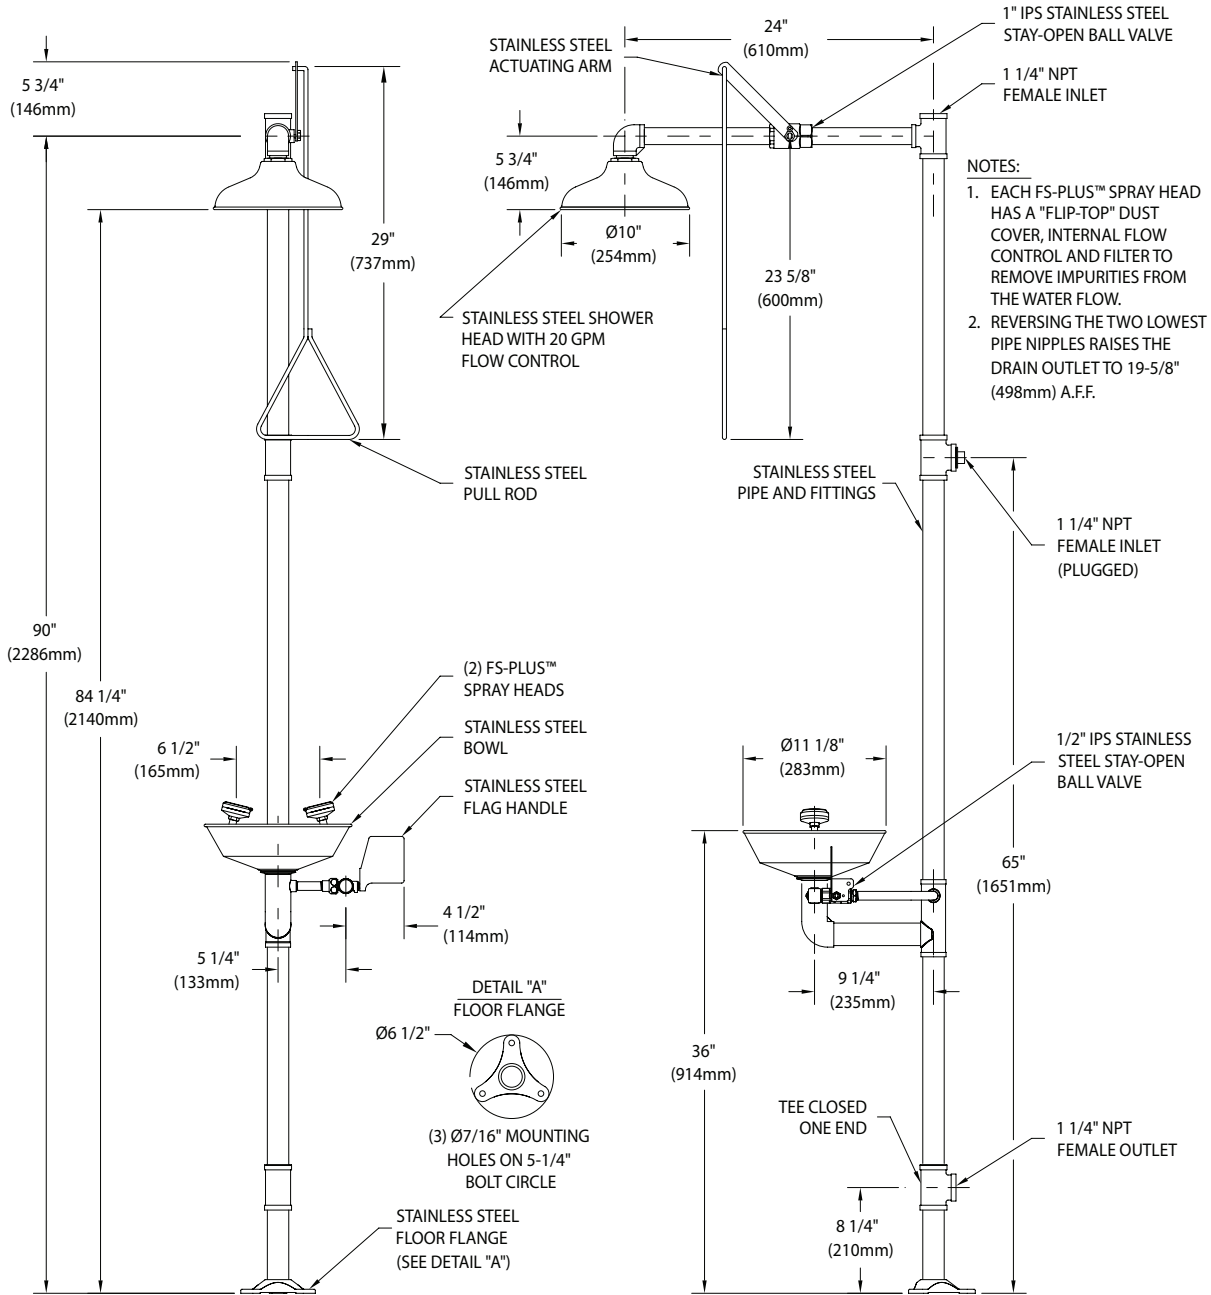 5 3/4"
(146mm)
90"
(2286mm)
84 1/4"
(2140mm)
29"
(737mm)
STAINLESS STEEL
PULL ROD
(2) FS-PLUS™
SPRAY HEADS
STAINLESS STEEL
BOWL
STAINLESS STEEL
FLAG HANDLE
6 1/2"
(165mm)
4 1/2"
(114mm)
5 1/4"
(133mm)
DETAIL "A"
FLOOR FLANGE
Ø6 1/2"
(3) Ø7/16" MOUNTING
HOLES ON 5-1/4"
BOLT CIRCLE
STAINLESS STEEL
FLOOR FLANGE
(SEE DETAIL "A")
STAINLESS STEEL
ACTUATING ARM
24"
(610mm)
1" IPS STAINLESS STEEL
STAY-OPEN BALL VALVE
1 1/4" NPT
FEMALE INLET
5 3/4"
(146mm)
Ø10"
(254mm)
STAINLESS STEEL SHOWER
HEAD WITH 20 GPM
FLOW CONTROL
23 5/8"
(600mm)
NOTES:
1. EACH FS-PLUS™ SPRAY HEAD
HAS A "FLIP-TOP" DUST
COVER, INTERNAL FLOW
CONTROL AND FILTER TO
REMOVE IMPURITIES FROM
THE WATER FLOW.
2. REVERSING THE TWO LOWEST
PIPE NIPPLES RAISES THE
DRAIN OUTLET TO 19-5/8"
(498mm) A.F.F.
STAINLESS STEEL
PIPE AND FITTINGS
1 1/4" NPT
FEMALE INLET
(PLUGGED)
Ø11 1/8"
(283mm)
1/2" IPS STAINLESS
STEEL STAY-OPEN
BALL VALVE
65"
(1651mm)
9 1/4"
(235mm)
36"
(914mm)
TEE CLOSED
ONE END
1 1/4" NPT
FEMALE OUTLET
8 1/4"
(210mm)